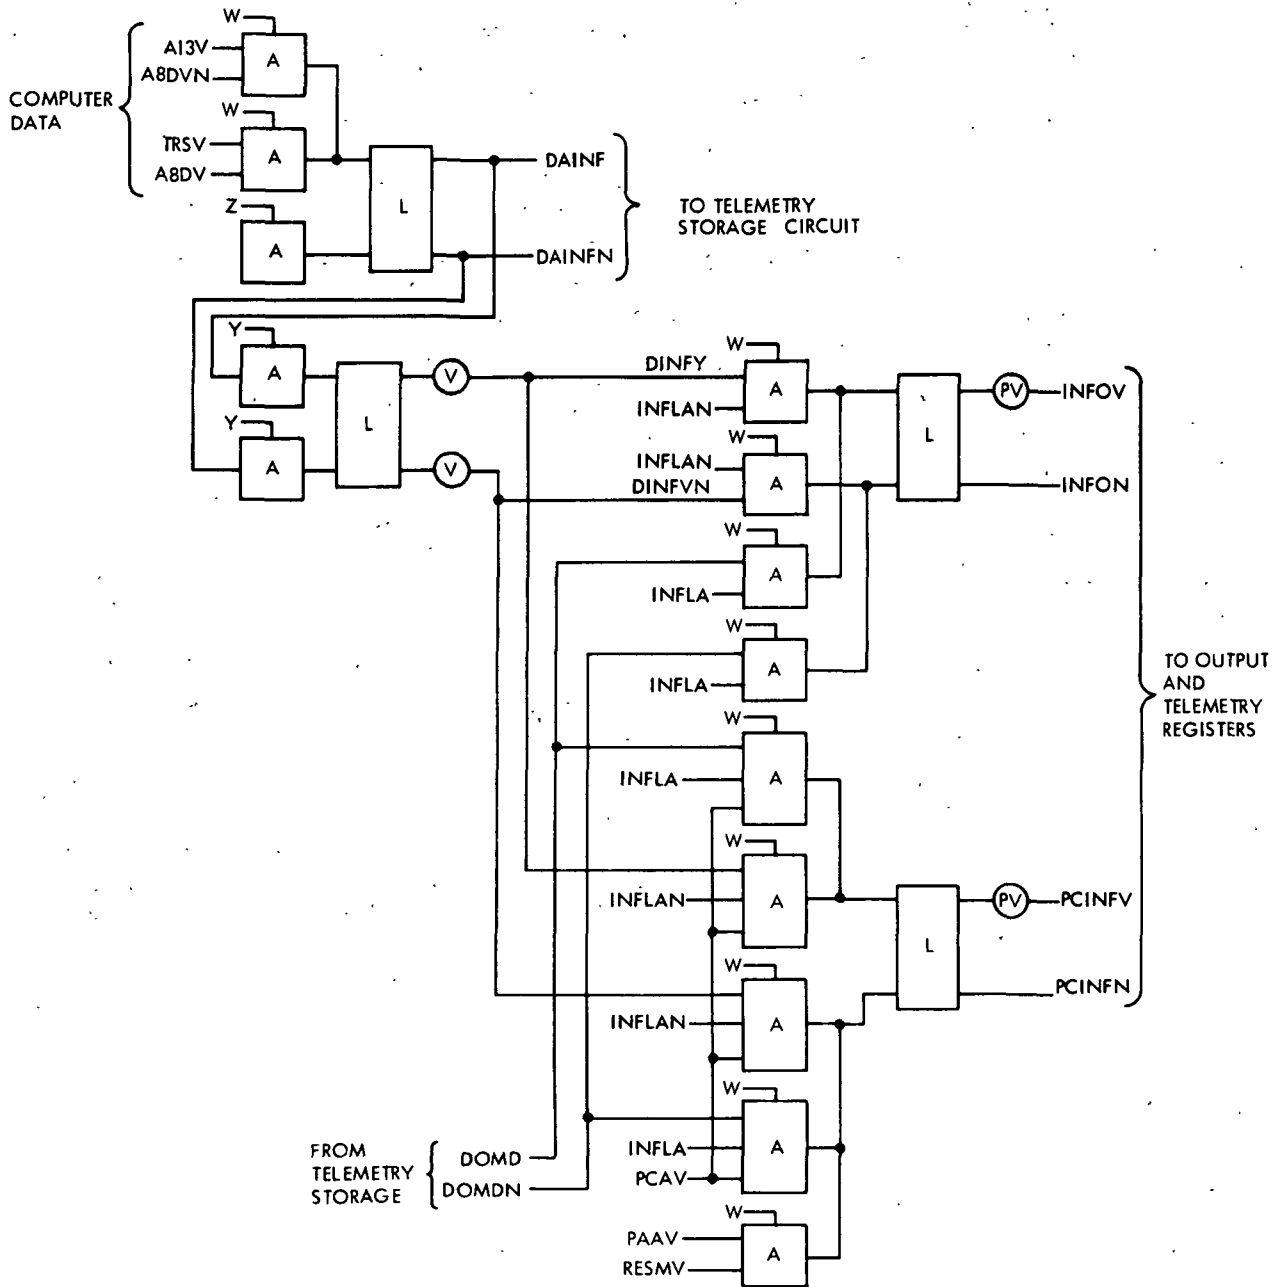 W
AI3V
A8DVN
A
COMPUTER
DATA
W
TRSV
A8DV
A
Z
A
L
DAINF
DAINFN
TO TELEMETRY
STORAGE CIRCUIT
Y
A
Y
A
L
V
V
W
DINFY
INFLAN
A
W
INFLAN
DINFVN
A
L
PV
INFOV
INFON
W
INFLA
A
W
INFLA
A
TO OUTPUT
AND
TELEMETRY
REGISTERS
W
INFLA
A
W
INFLAN
A
L
PV
PCINFV
PCINFN
W
INFLAN
A
W
INFLA
PCAV
A
FROM
TELEMETRY
STORAGE
DOMD
DOMDN
W
PAAV
RESMV
A